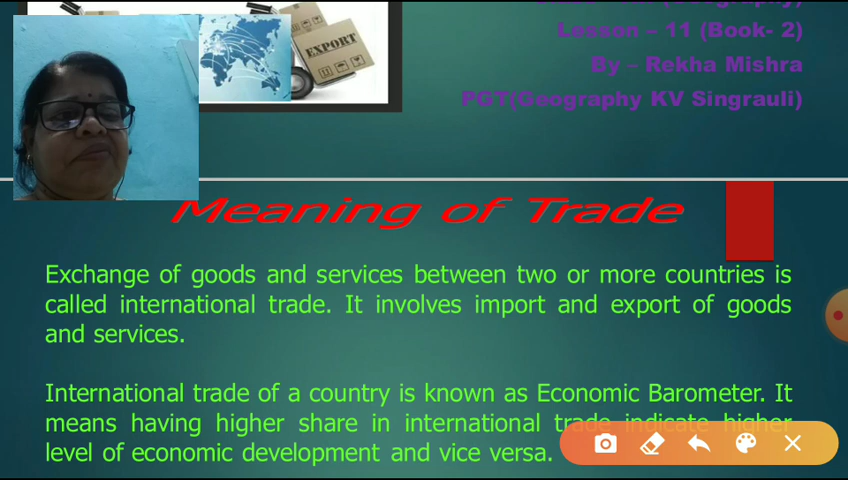 EXPORT
Lesson – 11 (Book- 2)
By – Rekha Mishra
PGT(Geography KV Singrauli)
Meaning of Trade
Exchange of goods and services between two or more countries is
called international trade. It involves import and export of goods
and services.
International trade of a country is known as Economic Barometer. It
means having higher share in international trade indicate higher
level of economic development and vice versa.